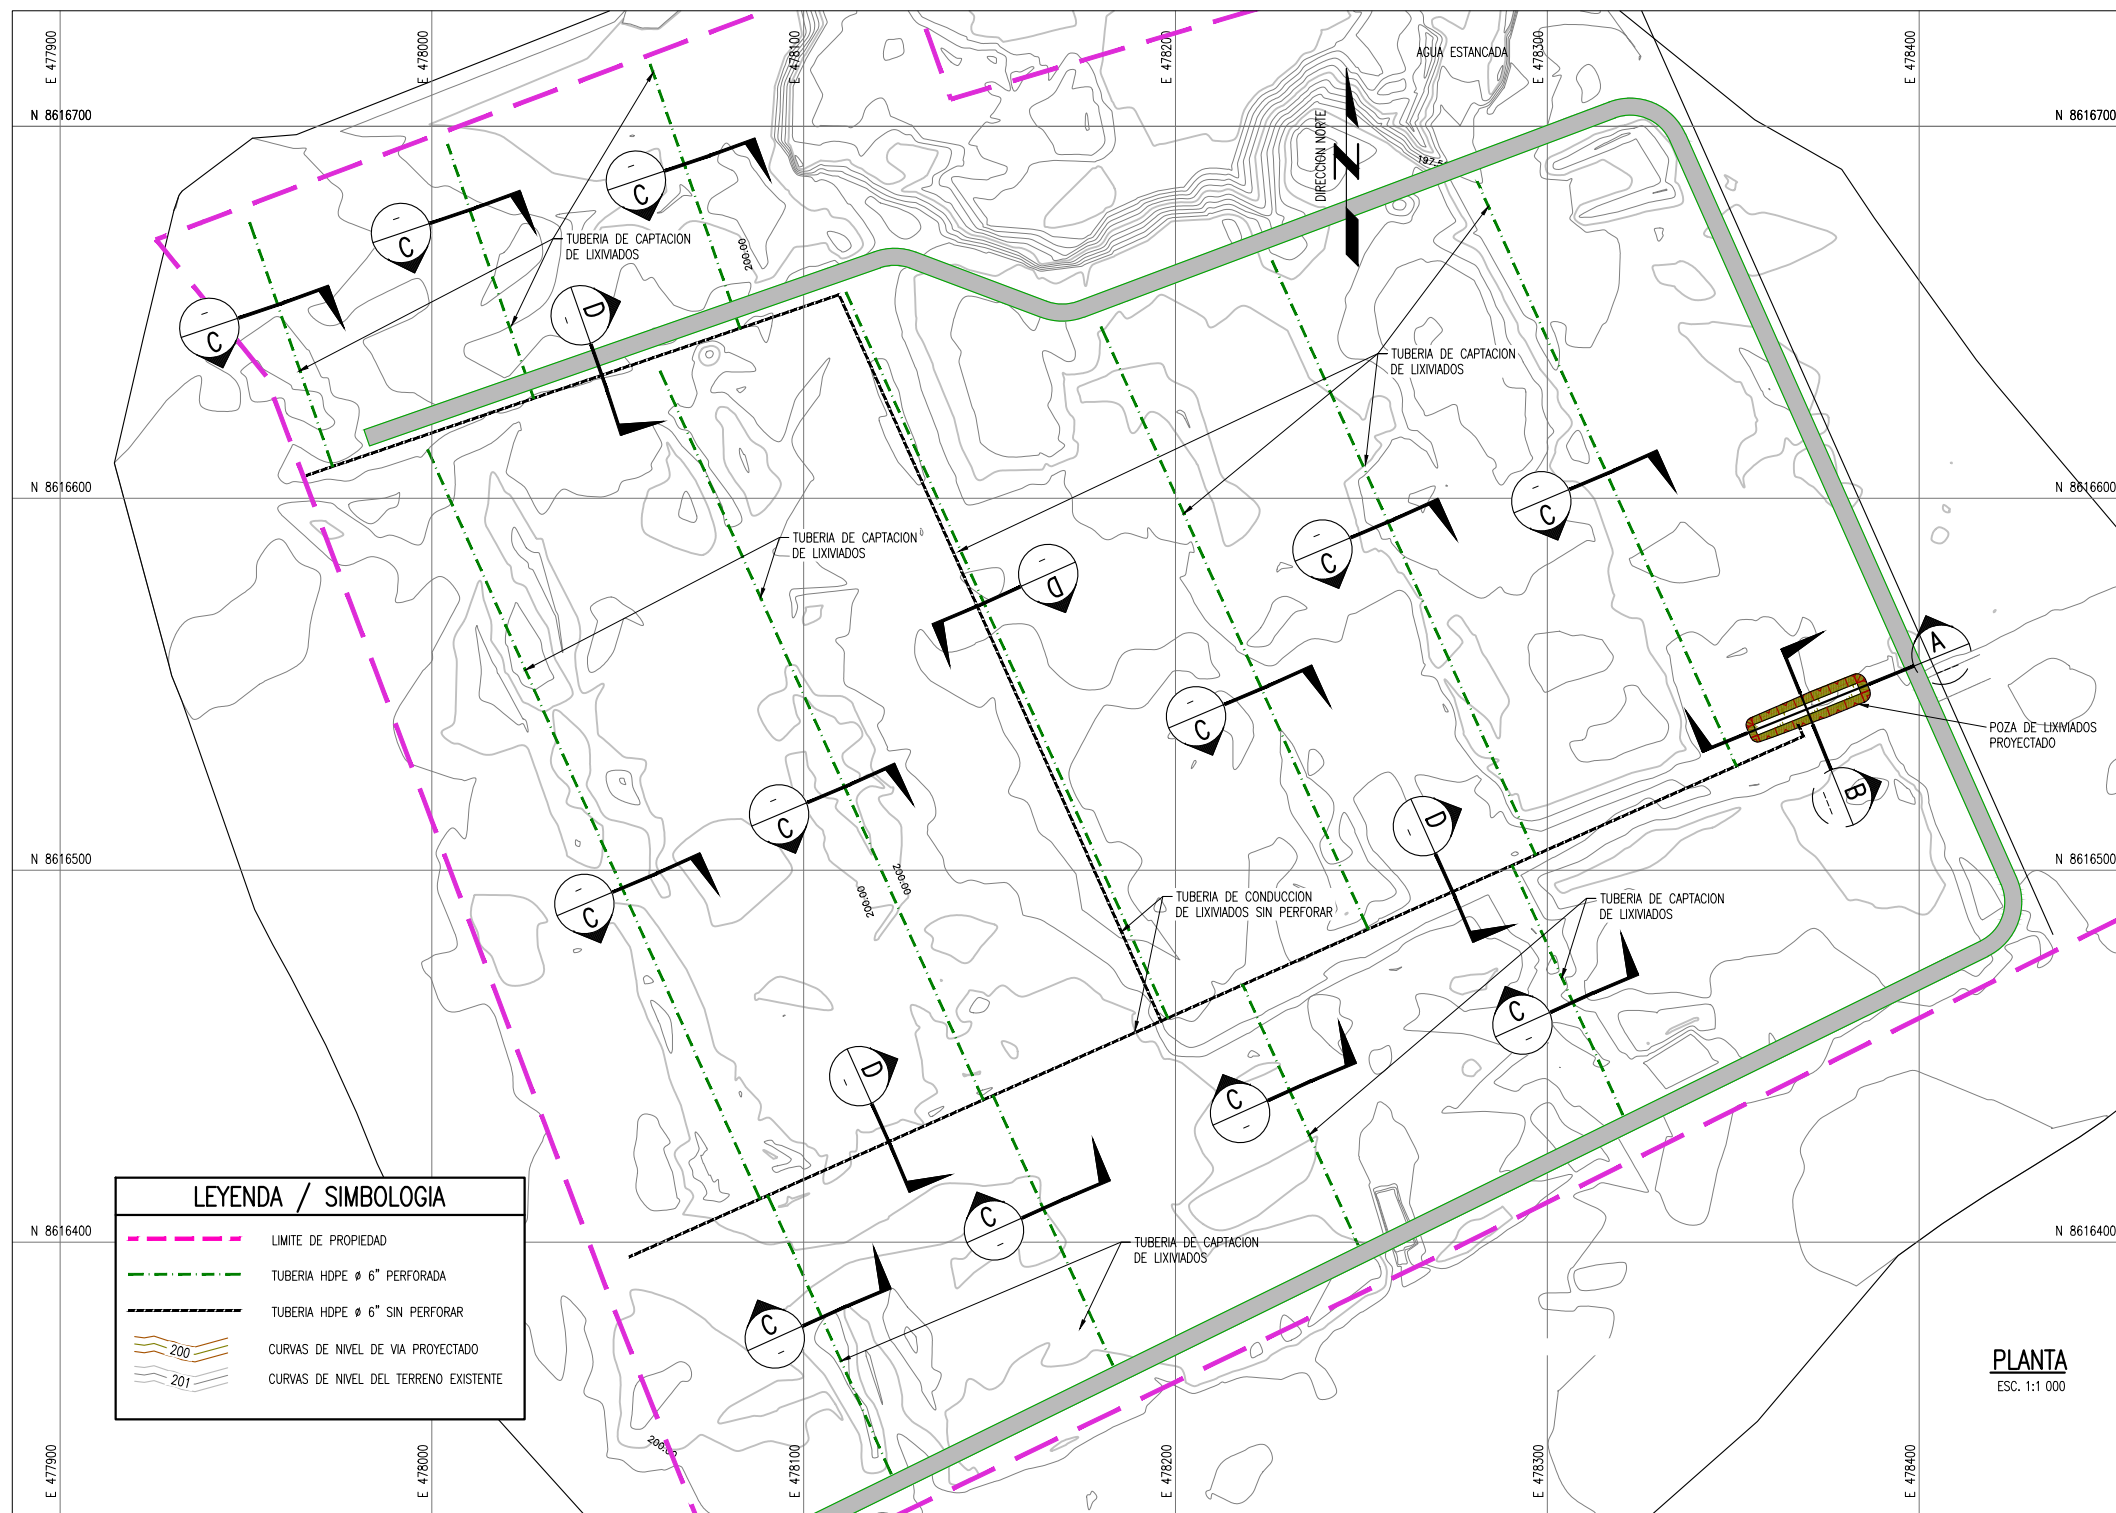 E 477900
E 478000
E 478100
E 478200
E 478300
E 478400
AGUA ESTANCADA
N 8616700
N 8616700
DIRECCION NORTE
N
197.5
C
C
C
TUBERIA DE CAPTACION
DE LIXIVIADOS
200.00
D
C
TUBERIA DE CAPTACION
DE LIXIVIADOS
N 8616600
N 8616600
C
C
TUBERIA DE CAPTACION
DE LIXIVIADOS
D
A
C
POZA DE LIXIVIADOS
PROYECTADO
B
C
D
N 8616500
N 8616500
200.00
200.00
C
TUBERIA DE CONDUCCION
DE LIXIVIADOS SIN PERFORAR
TUBERIA DE CAPTACION
DE LIXIVIADOS
C
D
C
LEYENDA / SIMBOLOGIA
LIMITE DE PROPIEDAD
TUBERIA HDPE ø 6" PERFORADA
TUBERIA HDPE ø 6" SIN PERFORAR
200
CURVAS DE NIVEL DE VIA PROYECTADO
201
CURVAS DE NIVEL DEL TERRENO EXISTENTE
N 8616400
N 8616400
C
TUBERIA DE CAPTACION
DE LIXIVIADOS
C
PLANTA
ESC. 1:1 000
200.00
E 477900
E 478000
E 478100
E 478200
E 478300
E 478400